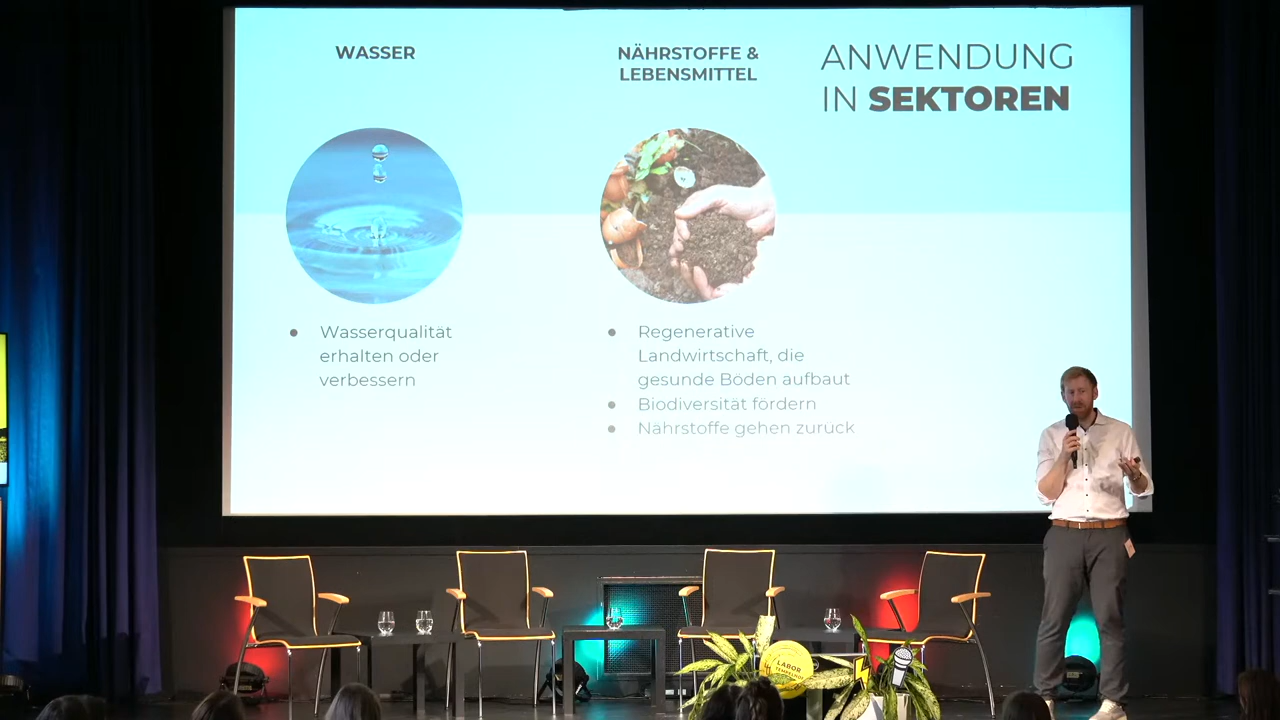 WASSER
NÄHRSTOFFE &
LEBENSMITTEL
ANWENDUNG
IN SEKTOREN
Wasserqualität
erhalten oder
verbessern
Regenerative
Landwirtschaft, die
gesunde Böden aufbaut
Biodiversität fördern
Nährstoffe gehen zurück
LABOR